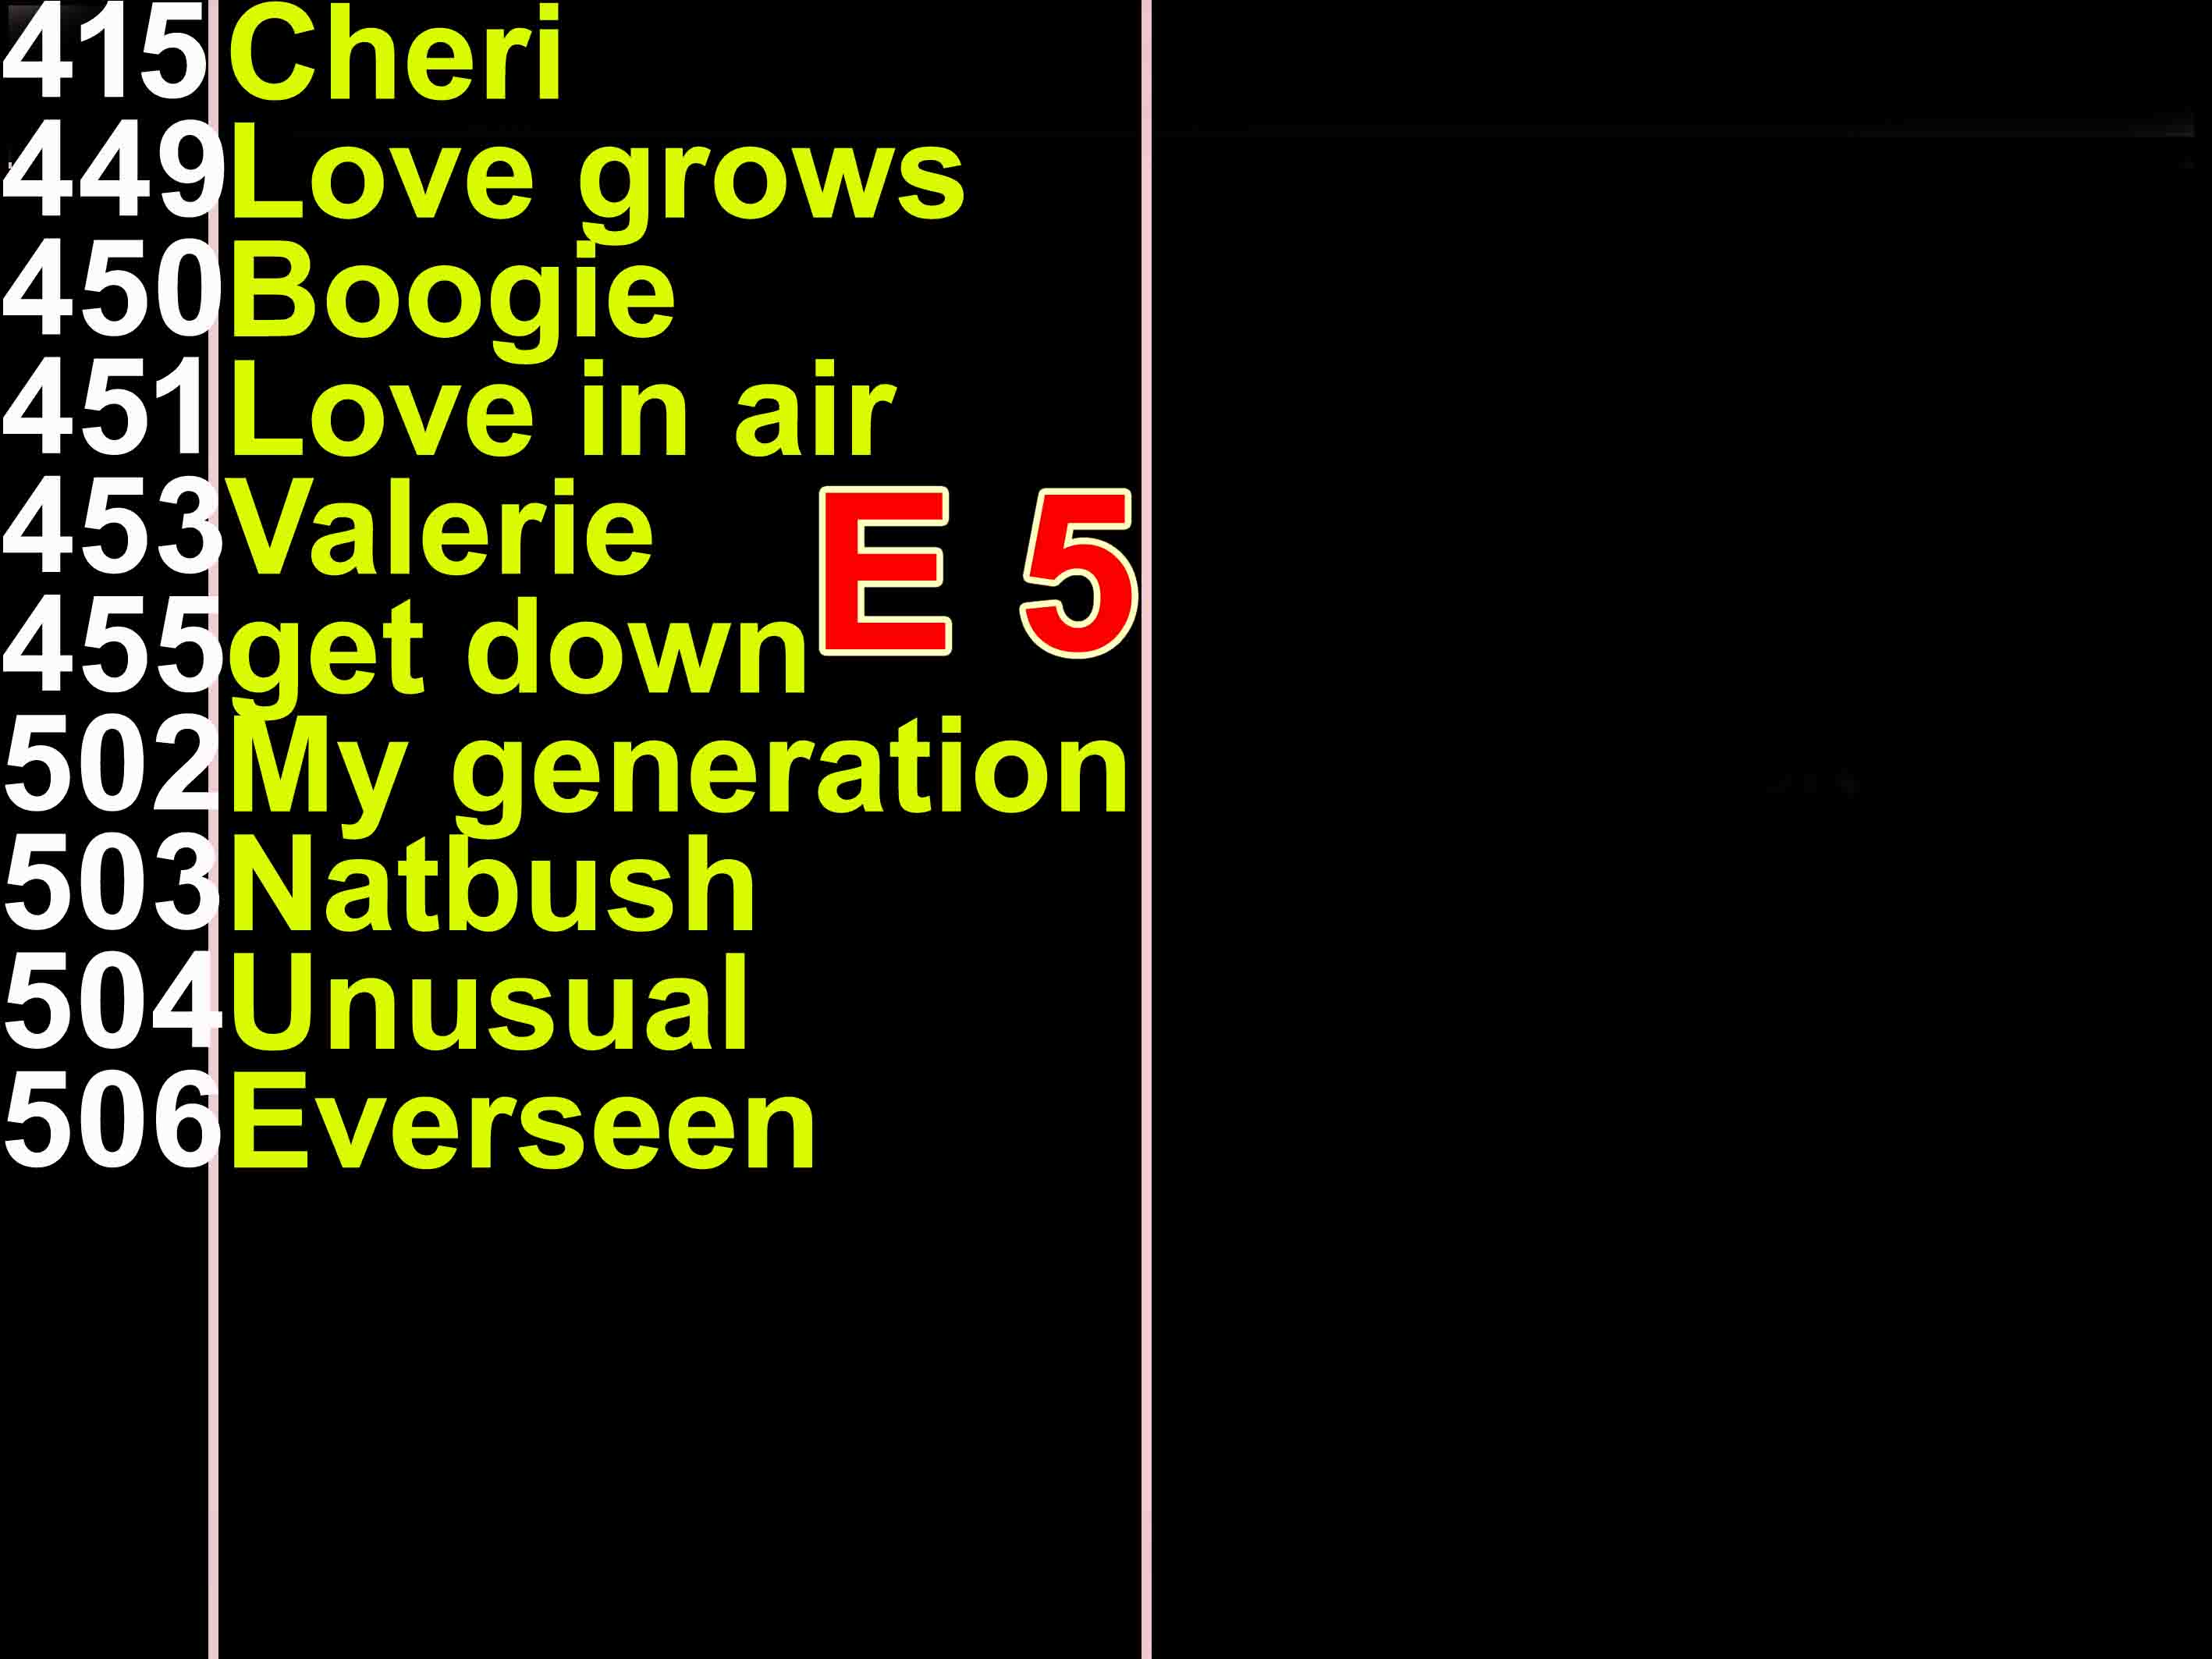 415 Cheri
449 Love grows
450 Boogie
451 Love in air
453 Valerie
E 5
455 get down
502 My generation
503 Natbush
504 Unusual
506 Everseen